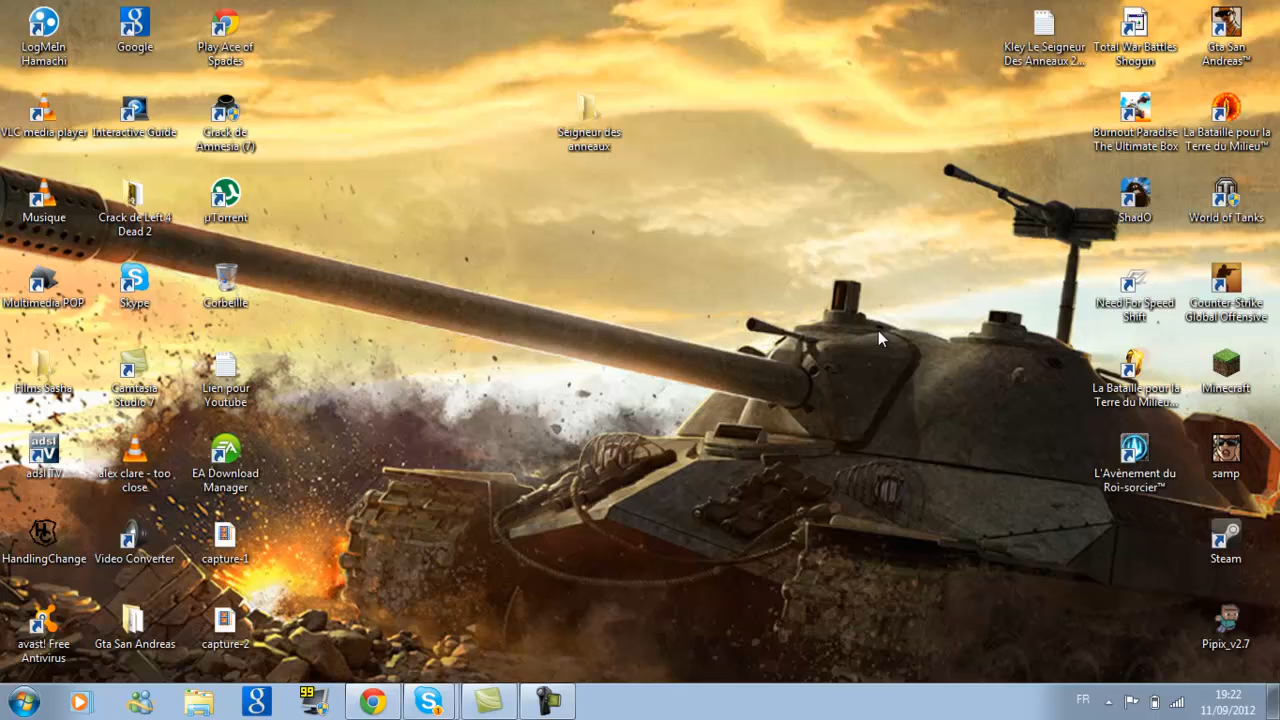 LogMeIn
Hamachi
Google
Play Ace of
Spades
VLC media player
Interactive Guide
Crack de
Amnesia (7)
Musique
Crack de Left 4
Dead 2
µTorrent
Multimedia POP
Skype
Corbeille
Films Sasha
Camtasia
Studio 7
Lien pour
Youtube
adsl
TV
adsl TV
alex clare - too
close
EA
EA Download
Manager
HandlingChange
Video Converter
capture-1
avast! Free
Antivirus
Gta San Andreas
capture-2
Seigneur des
anneaux
Kley Le Seigneur
Des Anneaux 2...
Total War Battles
Shogun
Gta San
Andreas™
Burnout Paradise
The Ultimate Box
La Bataille pour la
Terre du Milieu™
ShadO
World of Tanks
Need For Speed
Shift
Counter-Strike
Global Offensive
La Bataille pour la
Terre du Milieu...
Minecraft
L'Avènement du
Roi-sorcier™
samp
Steam
Pipix_v2.7
99
1
FR
19:22
11/09/2012